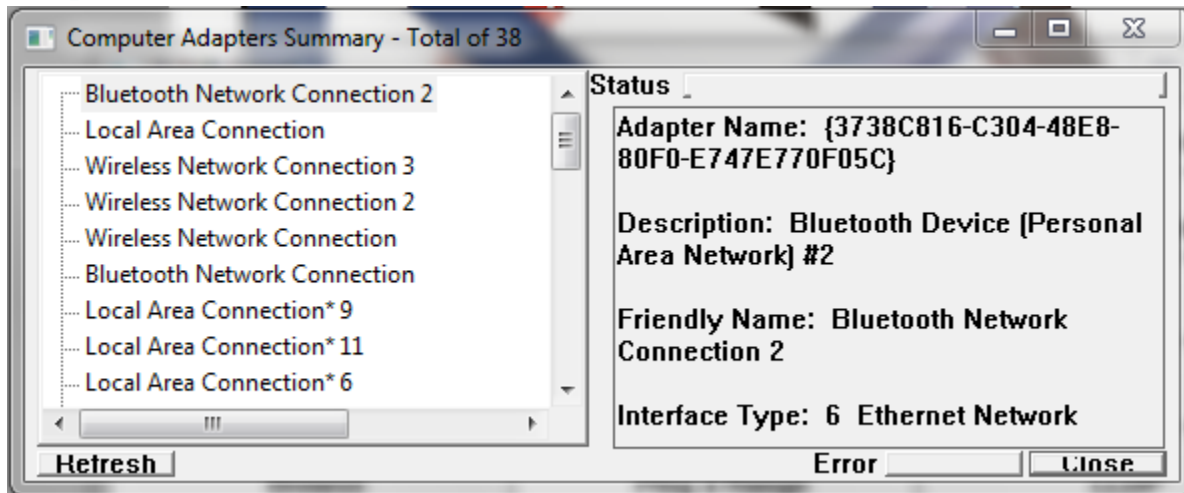 Computer Adapters Summary - Total of 38
Bluetooth Network Connection 2
Local Area Connection
Wireless Network Connection 3
Wireless Network Connection 2
Wireless Network Connection
Bluetooth Network Connection
Local Area Connection* 9
Local Area Connection* 11
Local Area Connection* 6
Refresh
Status
Adapter Name:  {3738C816-C304-48E8-
80F0-E747E770F05C}
Description:  Bluetooth Device (Personal
Area Network) #2
Friendly Name:  Bluetooth Network
Connection 2
Interface Type:  6  Ethernet Network
Error
Close